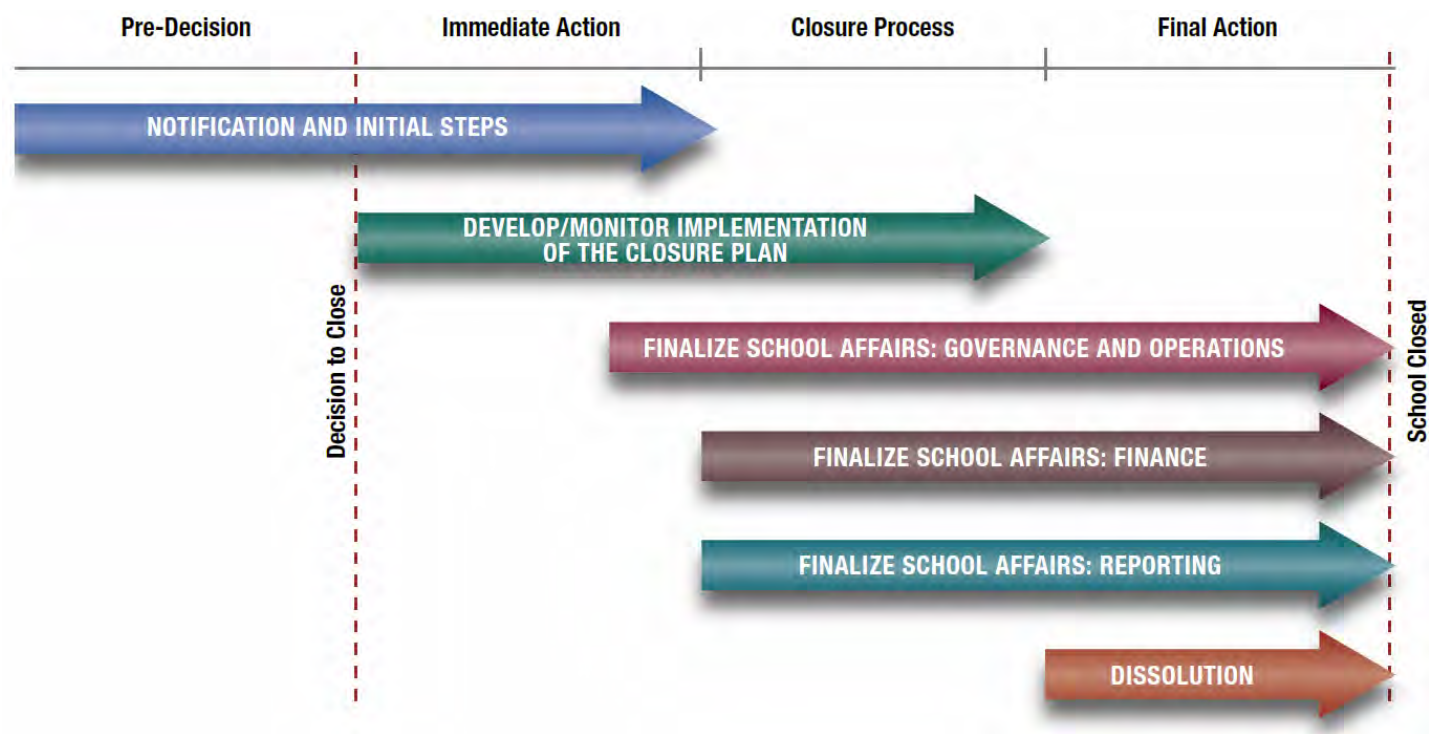 Pre-Decision
Immediate Action
Closure Process
Final Action
NOTIFICATION AND INITIAL STEPS
DEVELOP/MONITOR IMPLEMENTATION
OF THE CLOSURE PLAN
Decision to Close
FINALIZE SCHOOL AFFAIRS: GOVERNANCE AND OPERATIONS
School Closed
FINALIZE SCHOOL AFFAIRS: FINANCE
FINALIZE SCHOOL AFFAIRS: REPORTING
DISSOLUTION